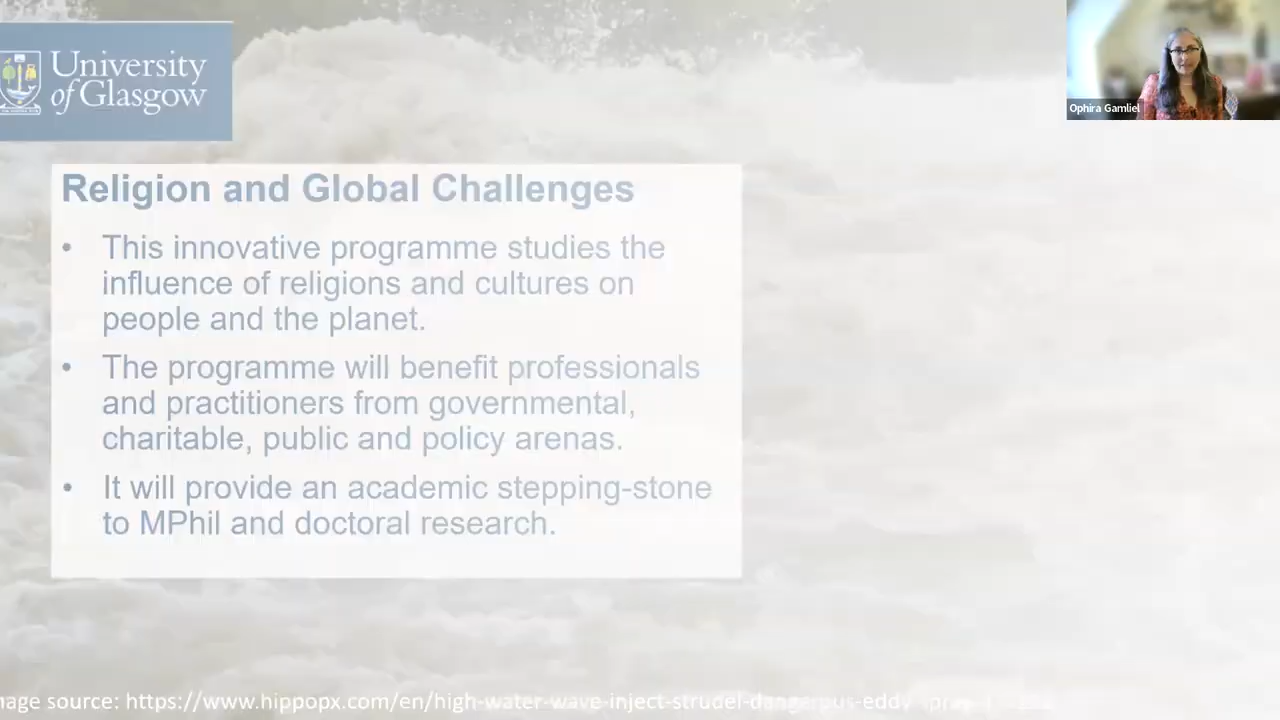 University
of Glasgow
Ophira Gamliel
Religion and Global Challenges
• This innovative programme studies the
influence of religions and cultures on
people and the planet.
• The programme will benefit professionals
and practitioners from governmental,
charitable, public and policy arenas.
• It will provide an academic stepping-stone
to MPhil and doctoral research.
mage source: https://www.hippopx.com/en/high-water-wave-inject-strudel-dangerous-eddy